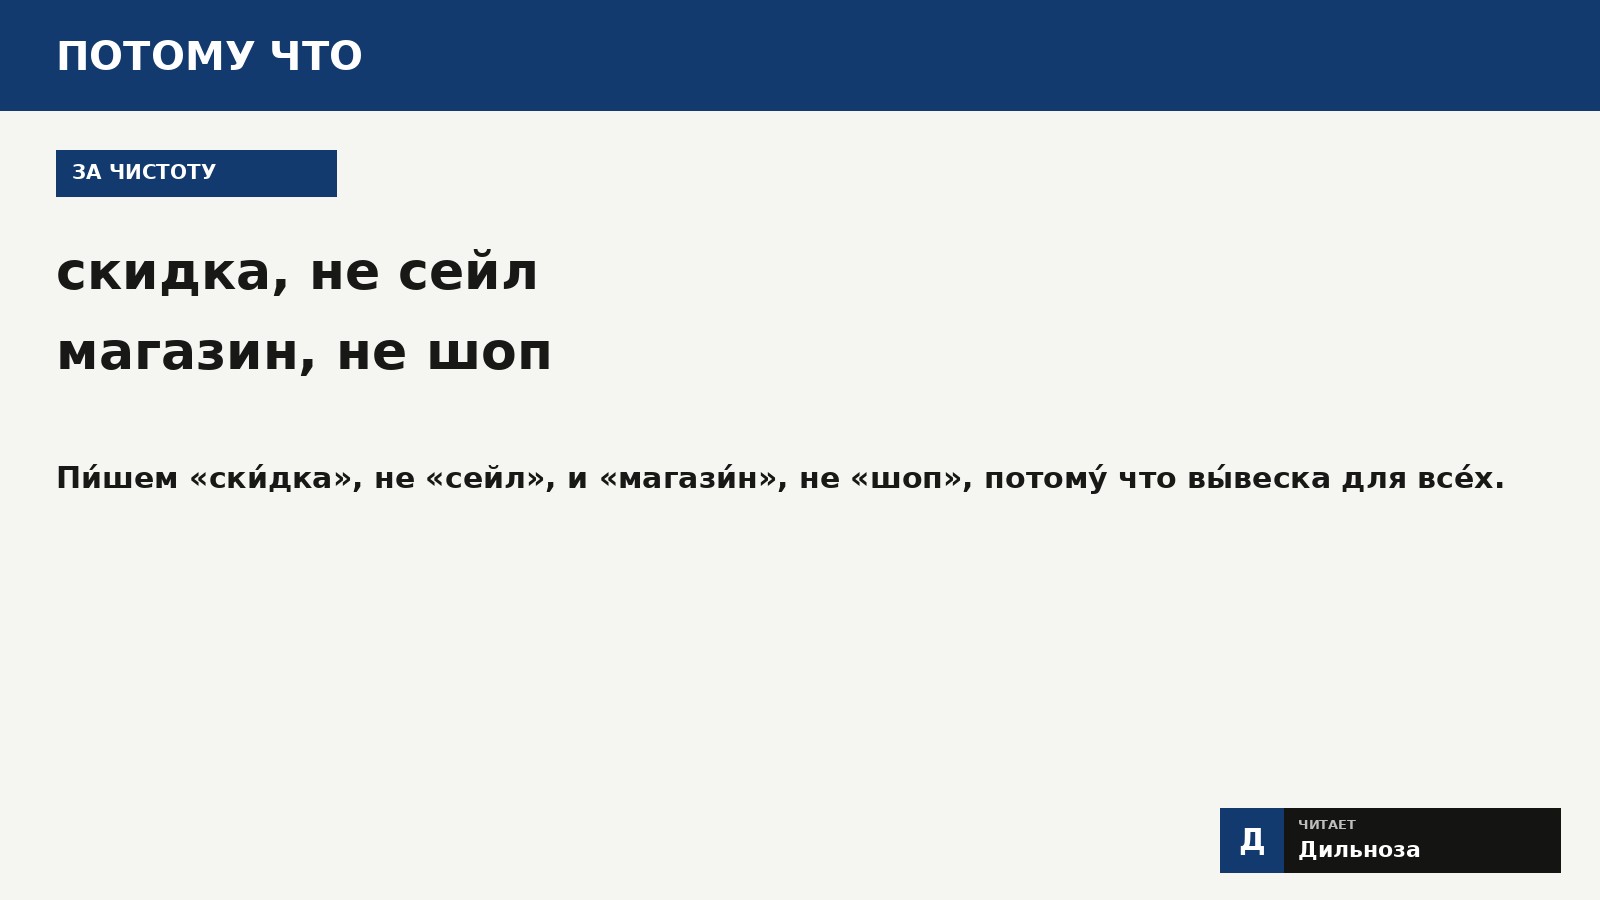 ПОТОМУ ЧТО
ЗА ЧИСТОТУ
скидка, не сейл
магазин, не шоп
Пи́шем «ски́дка», не «сейл», и «магази́н», не «шоп», потому́ что вы́веска для все́х.
Д
ЧИТАЕТ
Дильноза